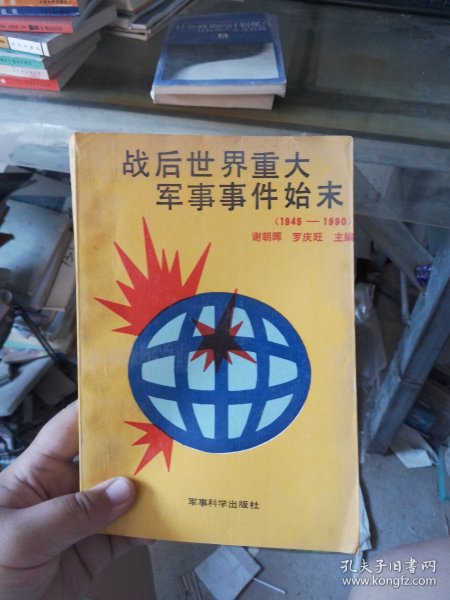 战后世界重大
军事事件始末
(1945—1990)
谢朝晖 罗庆旺 主编
军事科学出版社
孔夫子旧书网
www.kongfz.com